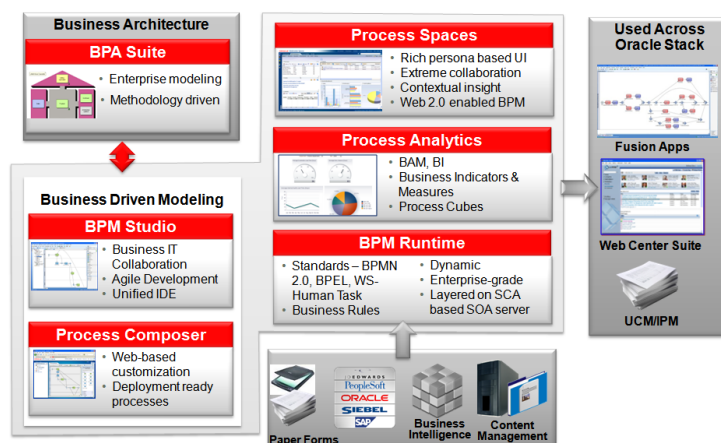 Business Architecture
BPA Suite
• Enterprise modeling
• Methodology driven
Business Driven Modeling
BPM Studio
• Business IT
Collaboration
• Agile Development
• Unified IDE
Process Composer
• Web-based
customization
• Deployment ready
processes
Process Spaces
• Rich persona based UI
• Extreme collaboration
• Contextual insight
• Web 2.0 enabled BPM
Process Analytics
• BAM, BI
• Business Indicators &
Measures
• Process Cubes
BPM Runtime
• Standards – BPMN
2.0, BPEL, WS-
Human Task
• Business Rules
• Dynamic
• Enterprise-grade
• Layered on SCA
based SOA server
Paper Forms
JDEDWARDS
PeopleSoft
ORACLE
SIEBEL
SAP
Business
Intelligence
Content
Management
Used Across
Oracle Stack
Fusion Apps
Web Center Suite
UCM/IPM